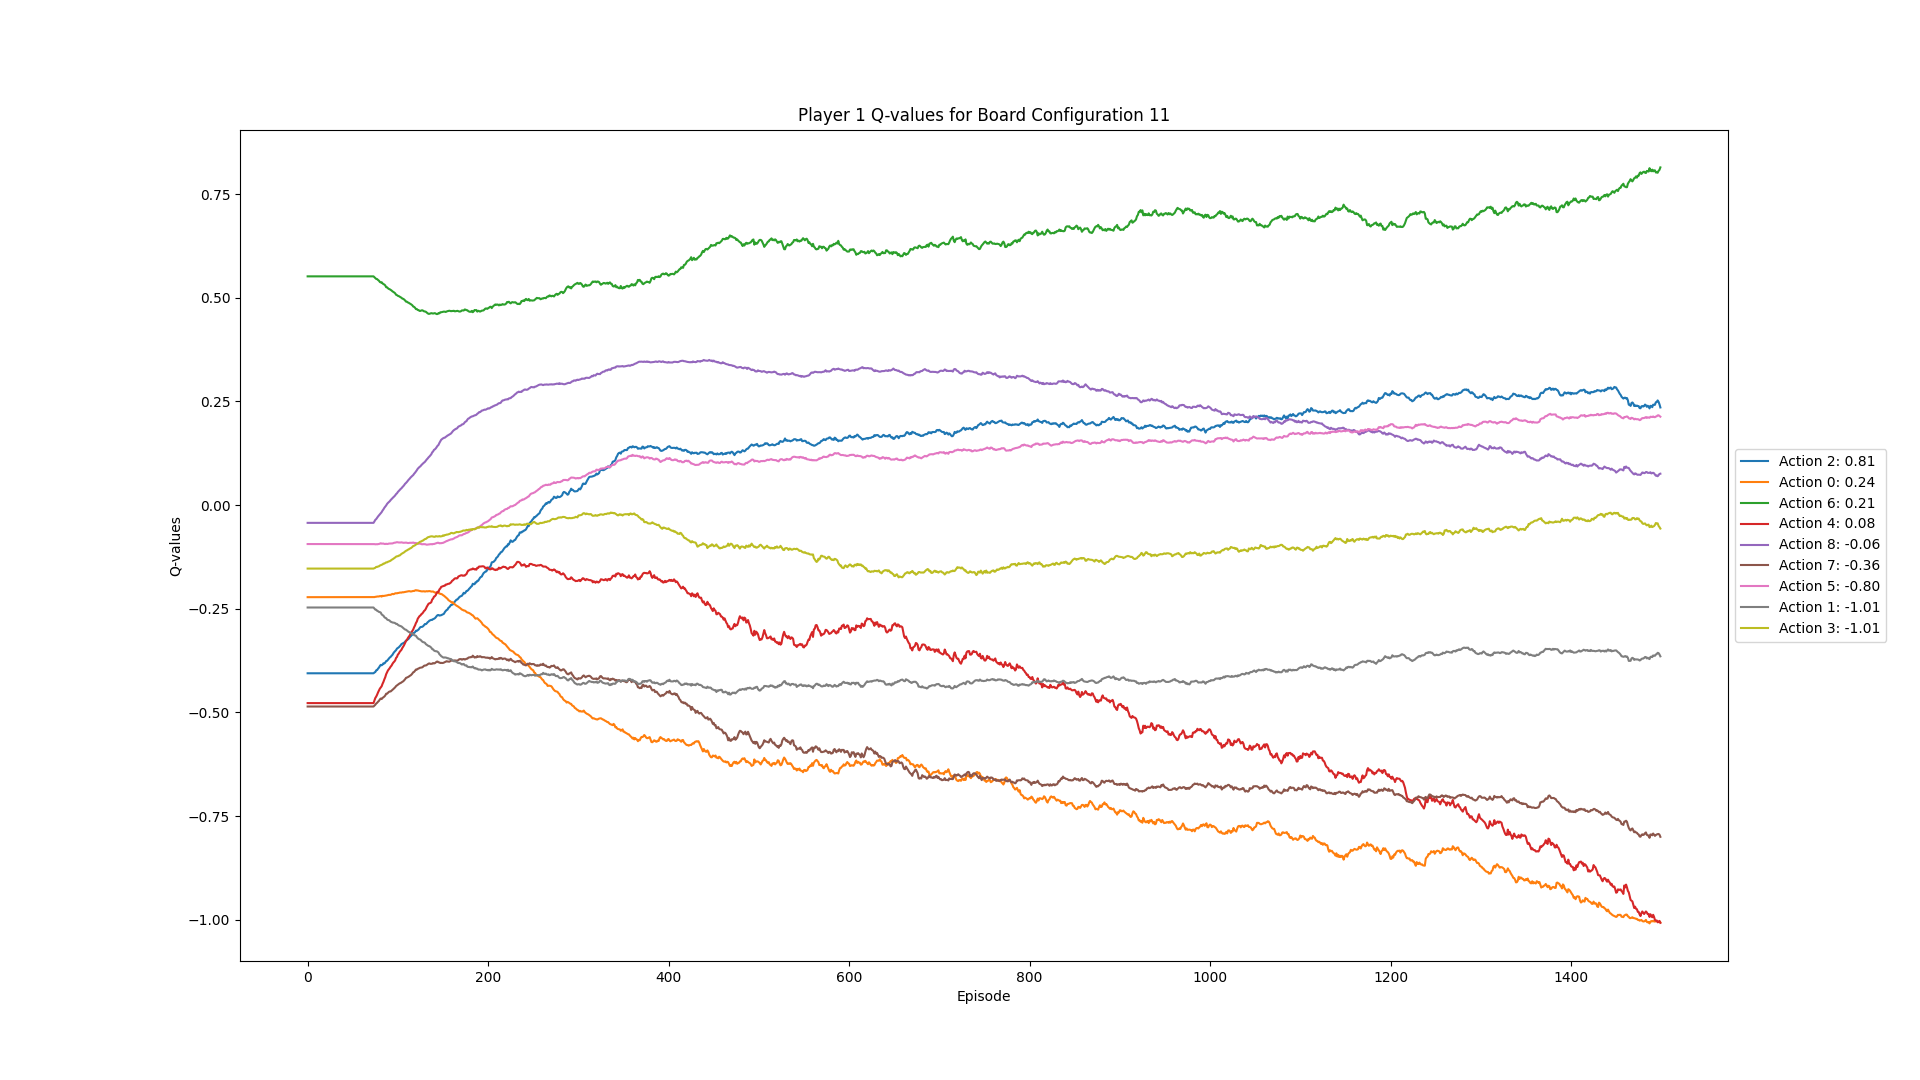 Player 1 Q-values for Board Configuration 11
Q-values
0.75
0.50
0.25
0.00
−0.25
−0.50
−0.75
−1.00
0
200
400
600
800
1000
1200
1400
Episode
Action 2: 0.81
Action 0: 0.24
Action 6: 0.21
Action 4: 0.08
Action 8: -0.06
Action 7: -0.36
Action 5: -0.80
Action 1: -1.01
Action 3: -1.01